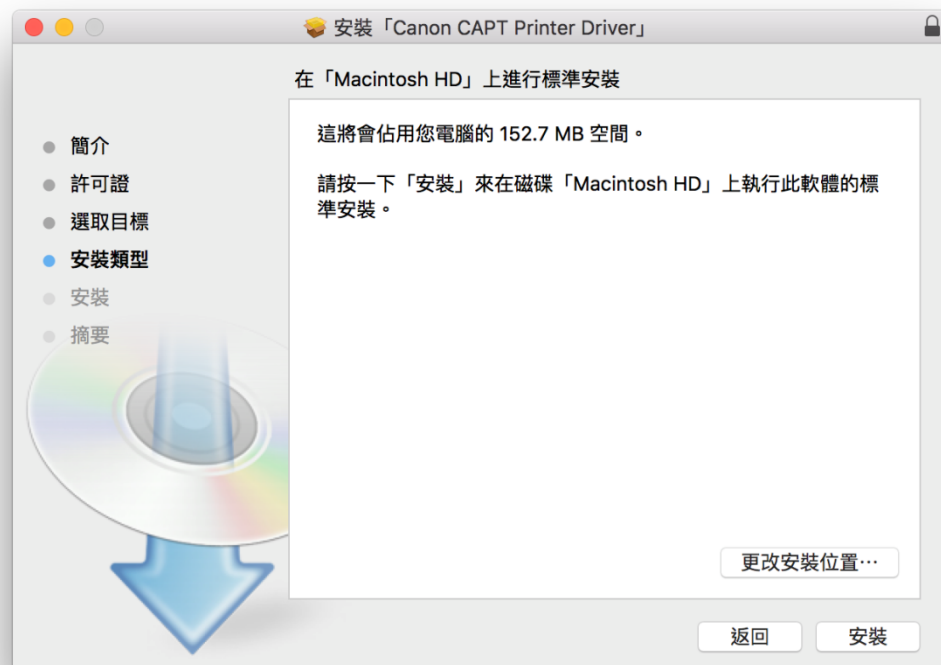 安裝「Canon CAPT Printer Driver」
在「Macintosh HD」上進行標準安裝
簡介
許可證
選取目標
安裝類型
安裝
摘要
這將會佔用您電腦的 152.7 MB 空間。
請按一下「安裝」來在磁碟「Macintosh HD」上執行此軟體的標
準安裝。
更改安裝位置⋯
返回
安裝